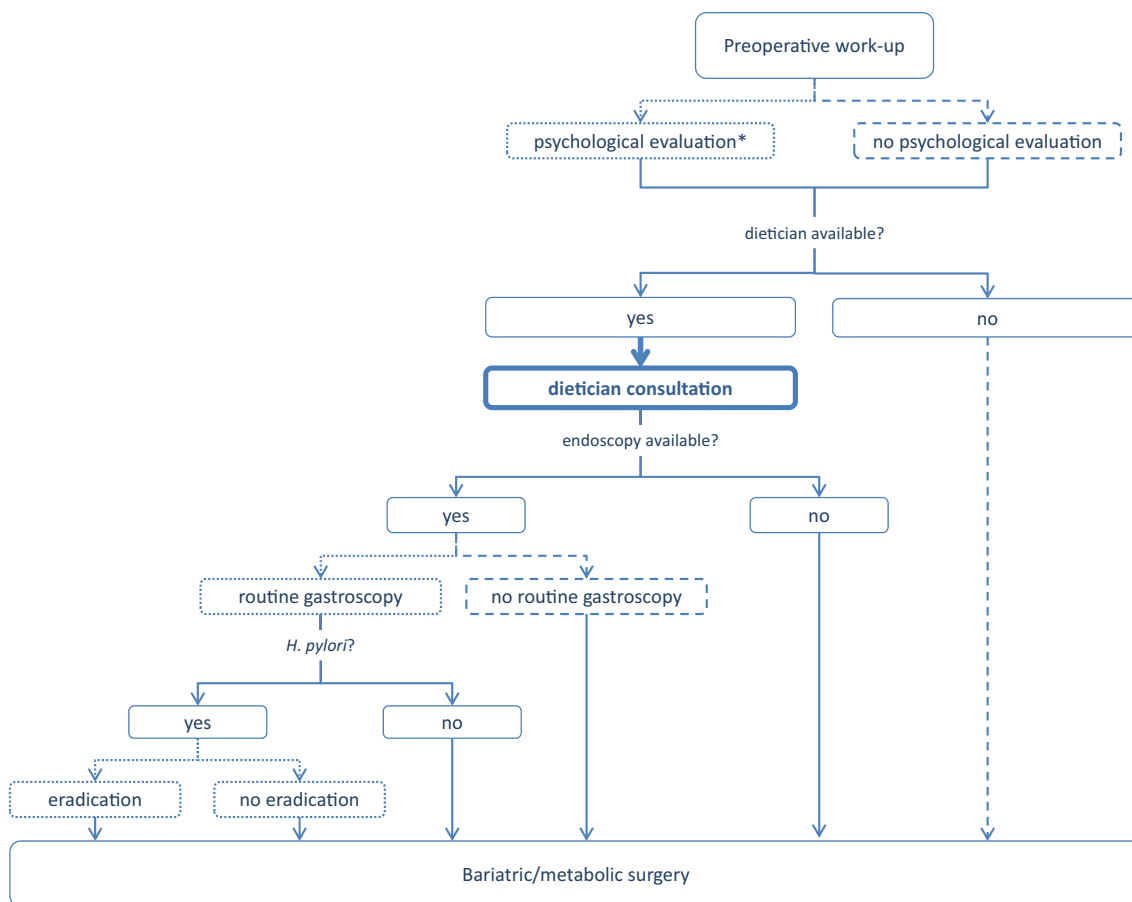 Preoperative work-up
psychological evaluation*
no psychological evaluation
dietician available?
yes
no
dietician consultation
endoscopy available?
yes
no
routine gastroscopy
no routine gastroscopy
H. pylori?
yes
no
eradication
no eradication
Bariatric/metabolic surgery